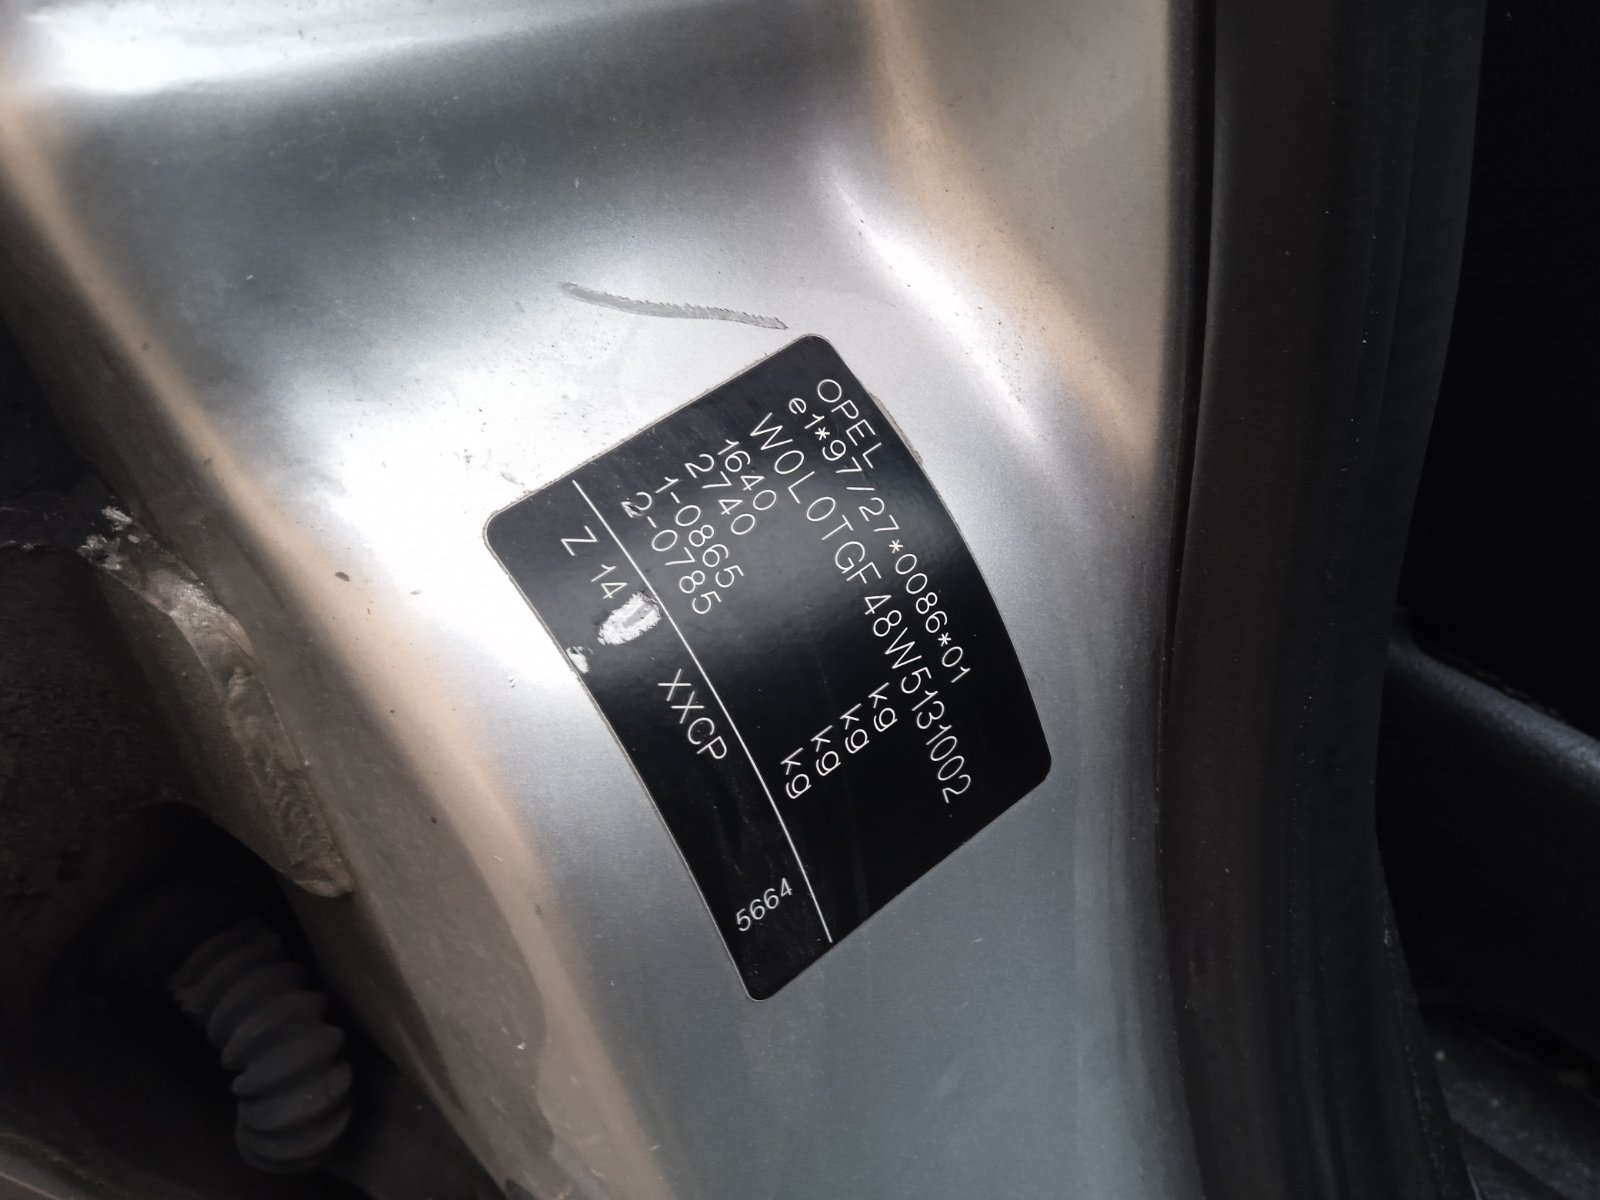 OPEL
e1*97/27*0086*01
W0L0TGF48W5131002
1640 kg
2740 kg
1-0865 kg
2-0785 kg
Z 14 XXCP
5664